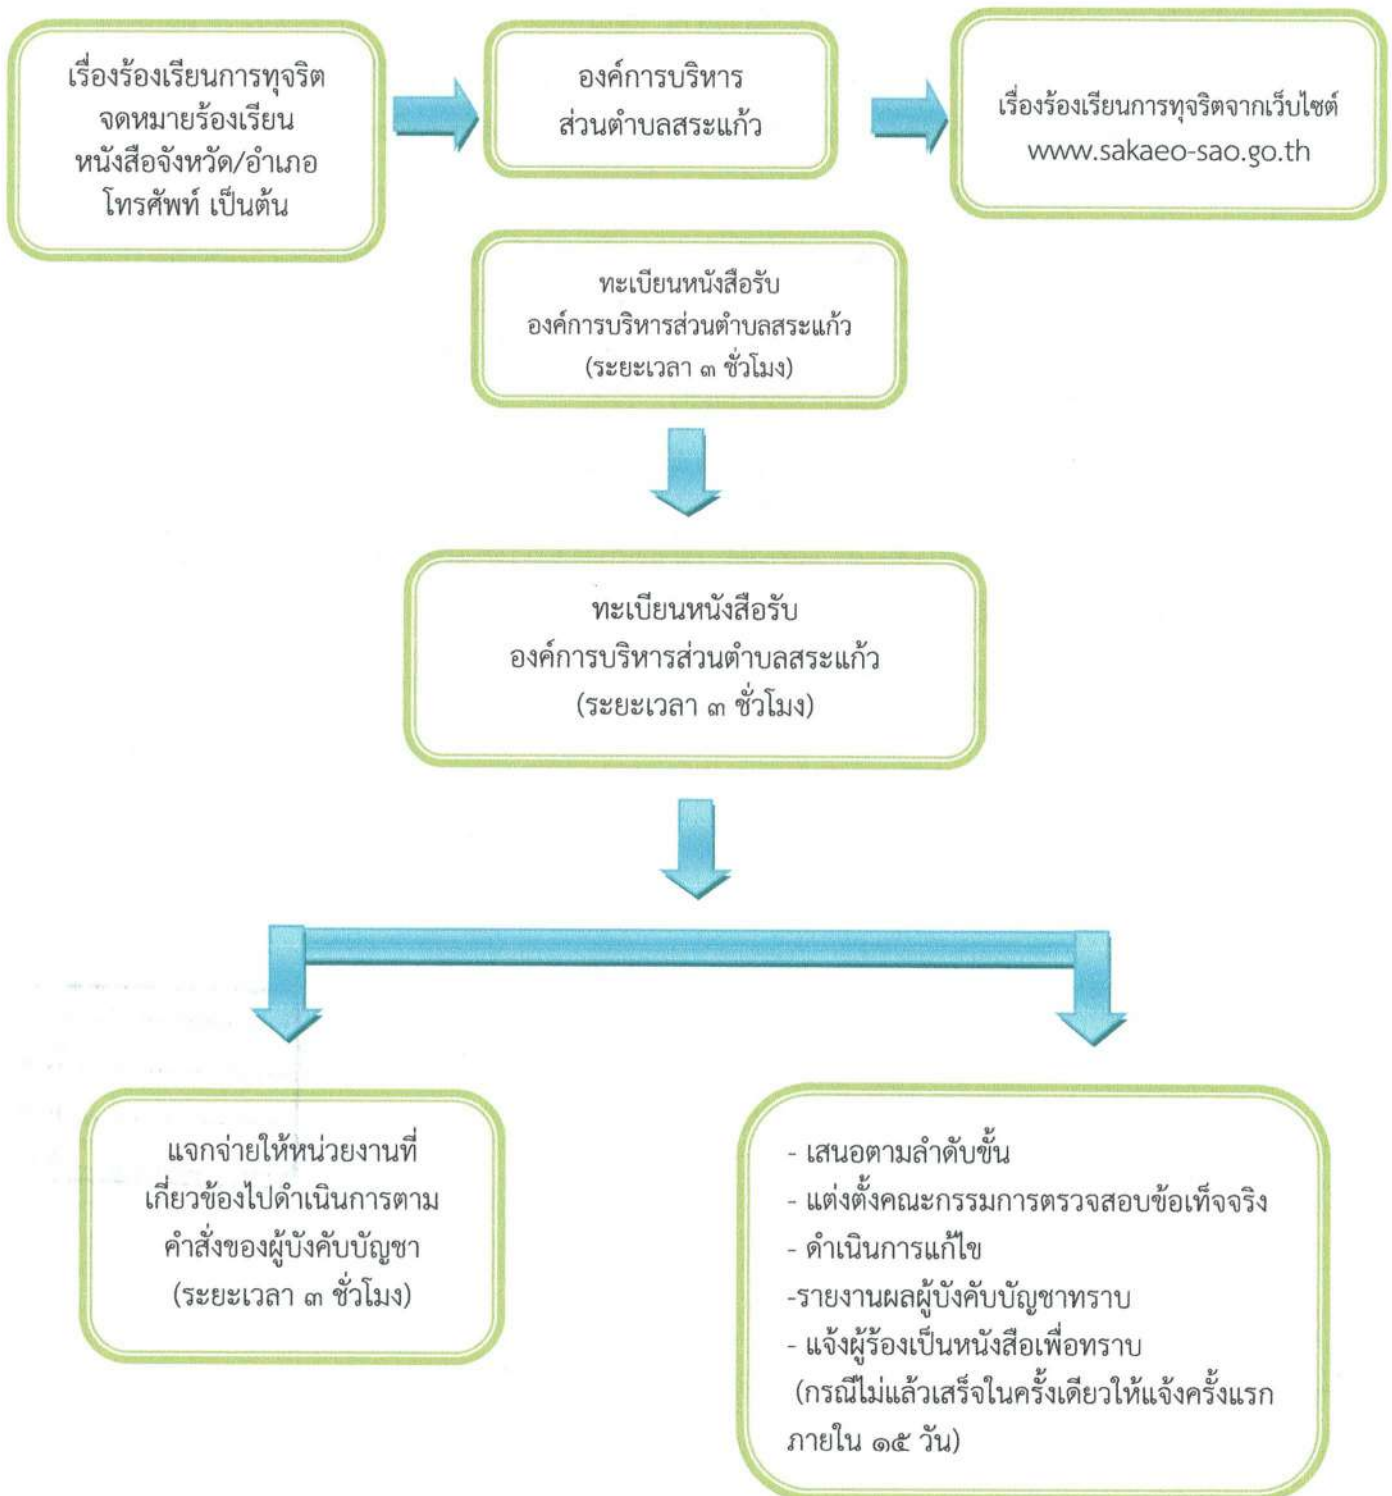 เรื่องร้องเรียนการทุจริต
จดหมายร้องเรียน
หนังสือจังหวัด/อำเภอ
โทรศัพท์ เป็นต้น
องค์การบริหาร
ส่วนตำบลสระแก้ว
เรื่องร้องเรียนการทุจริตจากเว็บไซต์
www.sakaeo-sao.go.th
ทะเบียนหนังสือรับ
องค์การบริหารส่วนตำบลสระแก้ว
(ระยะเวลา ๓ ชั่วโมง)
ทะเบียนหนังสือรับ
องค์การบริหารส่วนตำบลสระแก้ว
(ระยะเวลา ๓ ชั่วโมง)
แจกจ่ายให้หน่วยงานที่
เกี่ยวข้องไปดำเนินการตาม
คำสั่งของผู้บังคับบัญชา
(ระยะเวลา ๓ ชั่วโมง)
- เสนอตามลำดับชั้น
- แต่งตั้งคณะกรรมการตรวจสอบข้อเท็จจริง
- ดำเนินการแก้ไข
-รายงานผลผู้บังคับบัญชาทราบ
- แจ้งผู้ร้องเป็นหนังสือเพื่อทราบ
(กรณีไม่แล้วเสร็จในครั้งเดียวให้แจ้งครั้งแรก
ภายใน ๑๕ วัน)